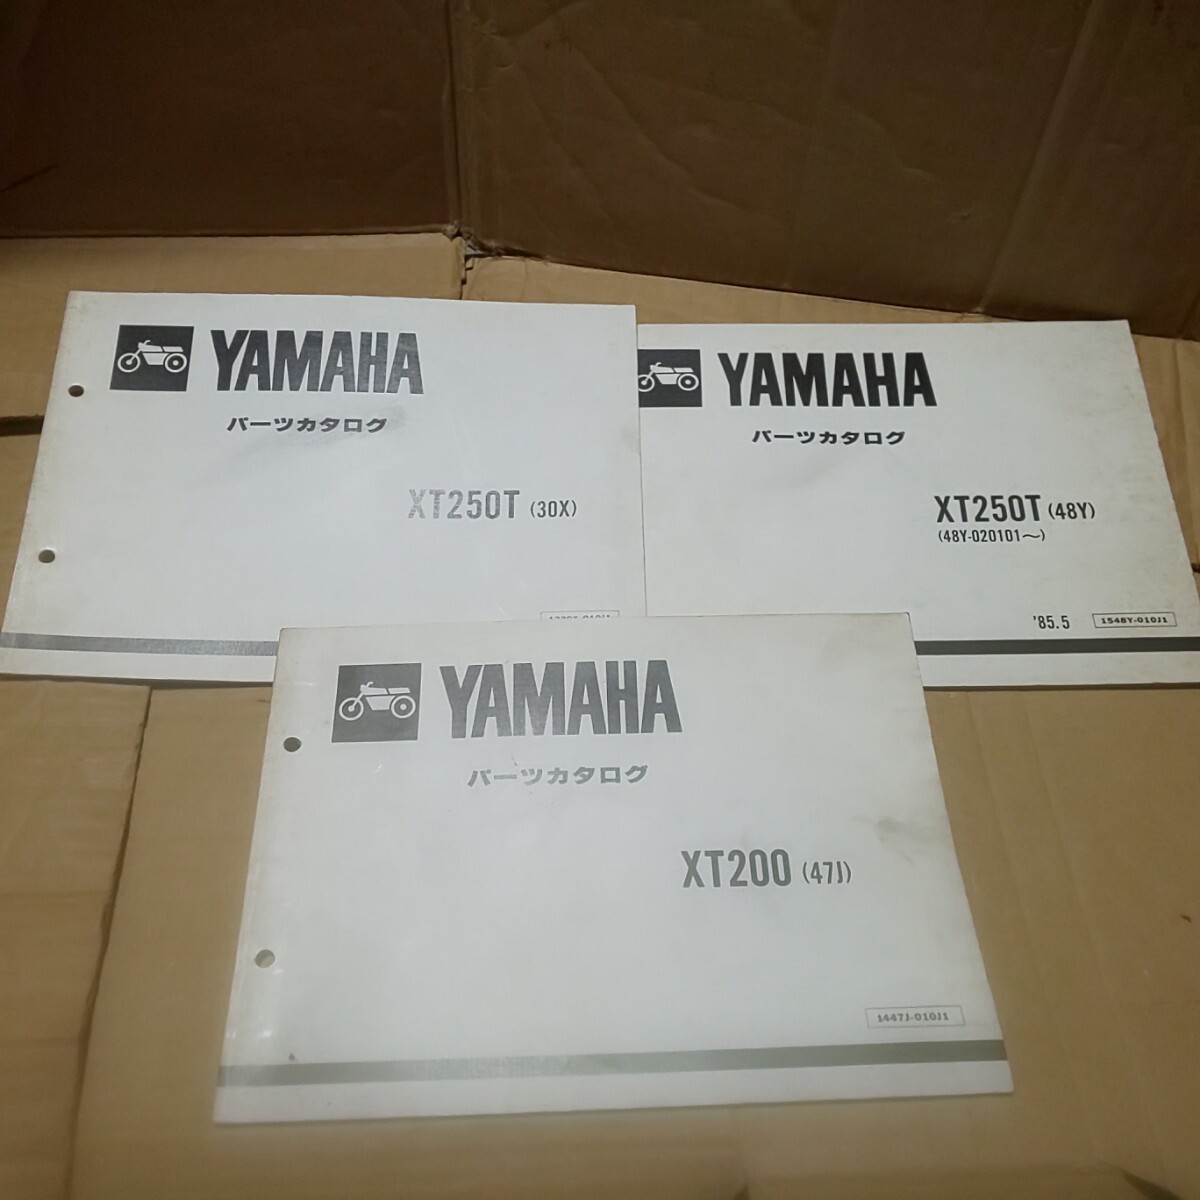 YAMAHA
パーツカタログ
XT250T (30X)
YAMAHA
パーツカタログ
XT250T (48Y)
(48Y-020101〜)
'85.5
1548Y-010J1
YAMAHA
パーツカタログ
XT200 (47J)
1447J-010J1